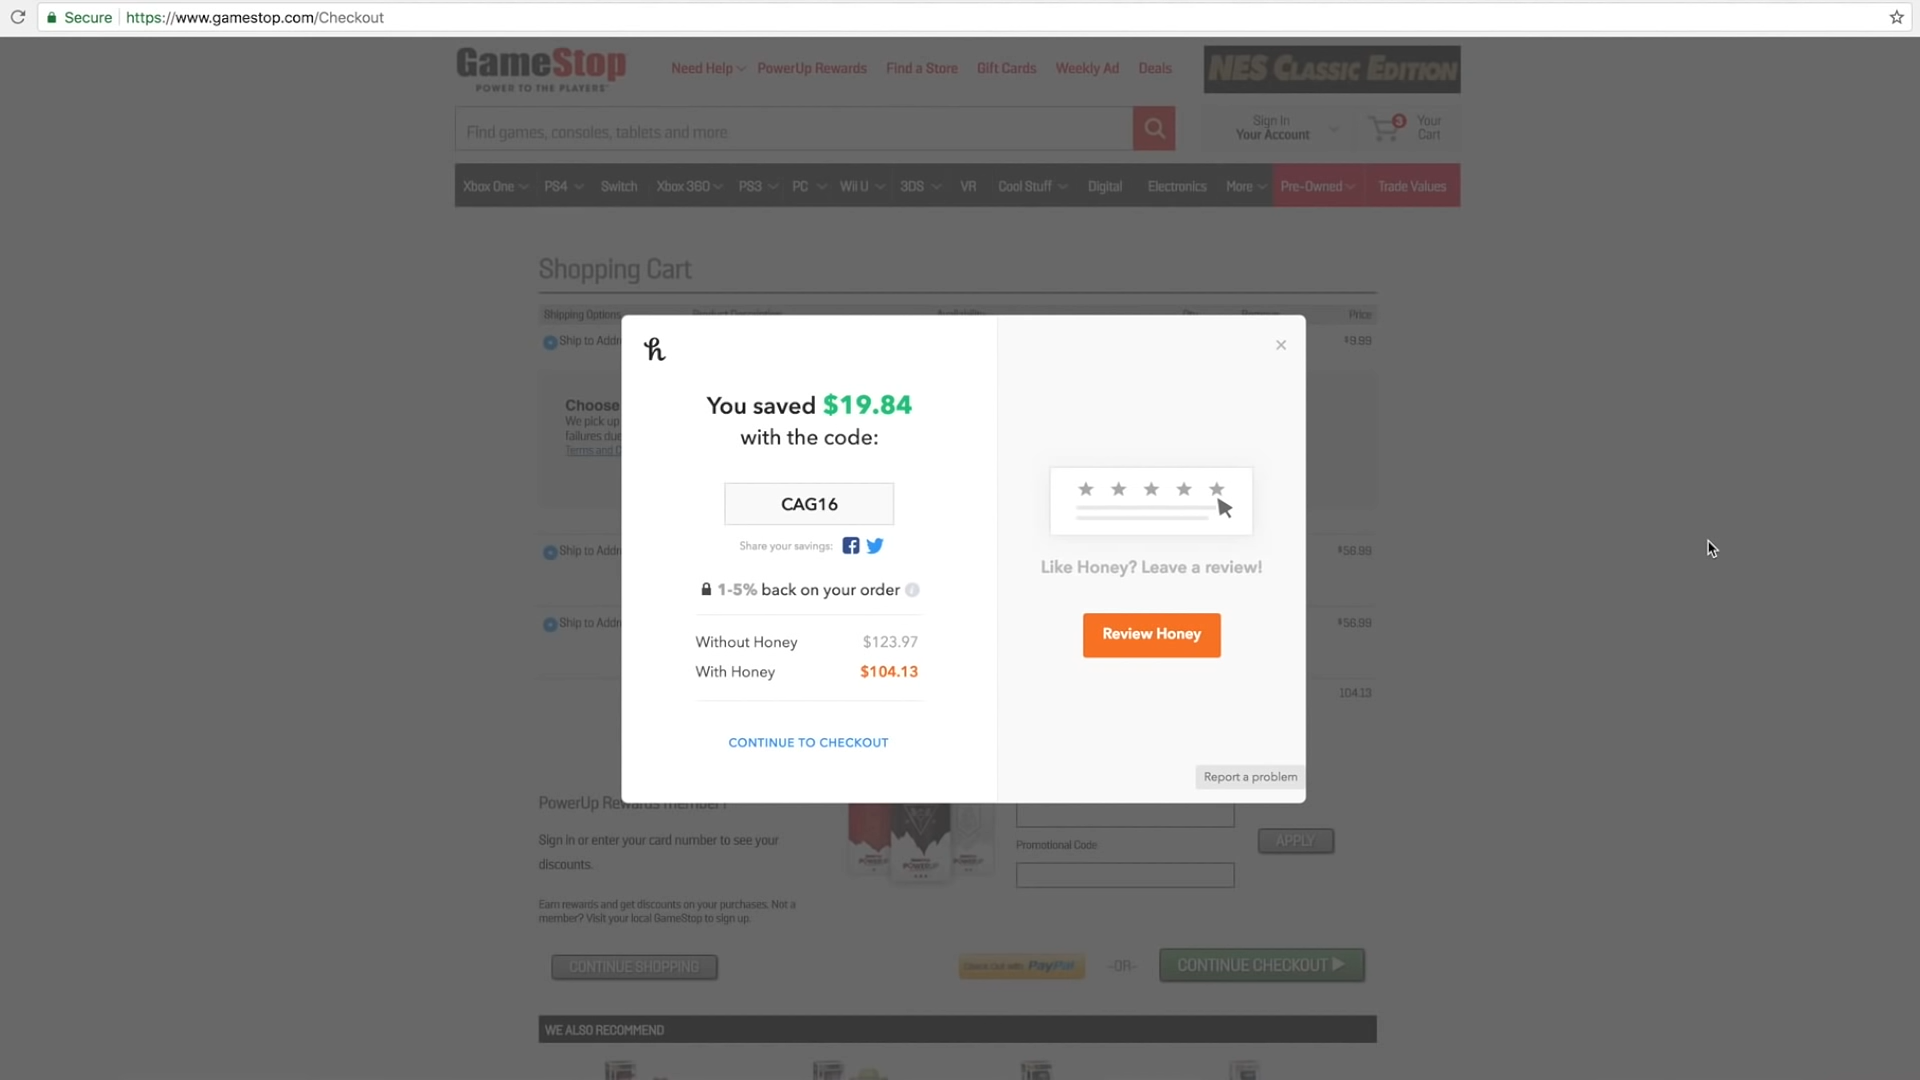 Secure https://www.gamestop.com/Checkout
GameStop
POWER TO THE PLAYERS
Need Help PowerUp Rewards Find a Store Gift Cards Weekly Ad Deals
NES CLASSIC EDITION
Find games, consoles, tablets and more.
Sign In
Your Account
3
Your
Cart
Xbox One PS4 Switch Xbox 360 PS3 PC Wii U 3DS VR Cool Stuff Digital Electronics More Pre-Owned Trade Values
Shopping Cart
Shipping Options Price
Ship to Addr
$9.99
Choose
We pick up
failures due
Terms and C
Ship to Addr
$56.99
Ship to Addr
$56.99
104.13
h
You saved $19.84
with the code:
CAG16
Share your savings:
1-5% back on your order
Without Honey $123.97
With Honey $104.13
CONTINUE TO CHECKOUT
×
Like Honey? Leave a review!
Review Honey
Report a problem
PowerUp Rewards member?
Sign in or enter your card number to see your
discounts.
Earn rewards and get discounts on your purchases. Not a
member? Visit your local GameStop to sign up.
POWERUP
Promotional Code
APPLY
CONTINUE SHOPPING
Check out with PayPal
-OR-
CONTINUE CHECKOUT
WE ALSO RECOMMEND